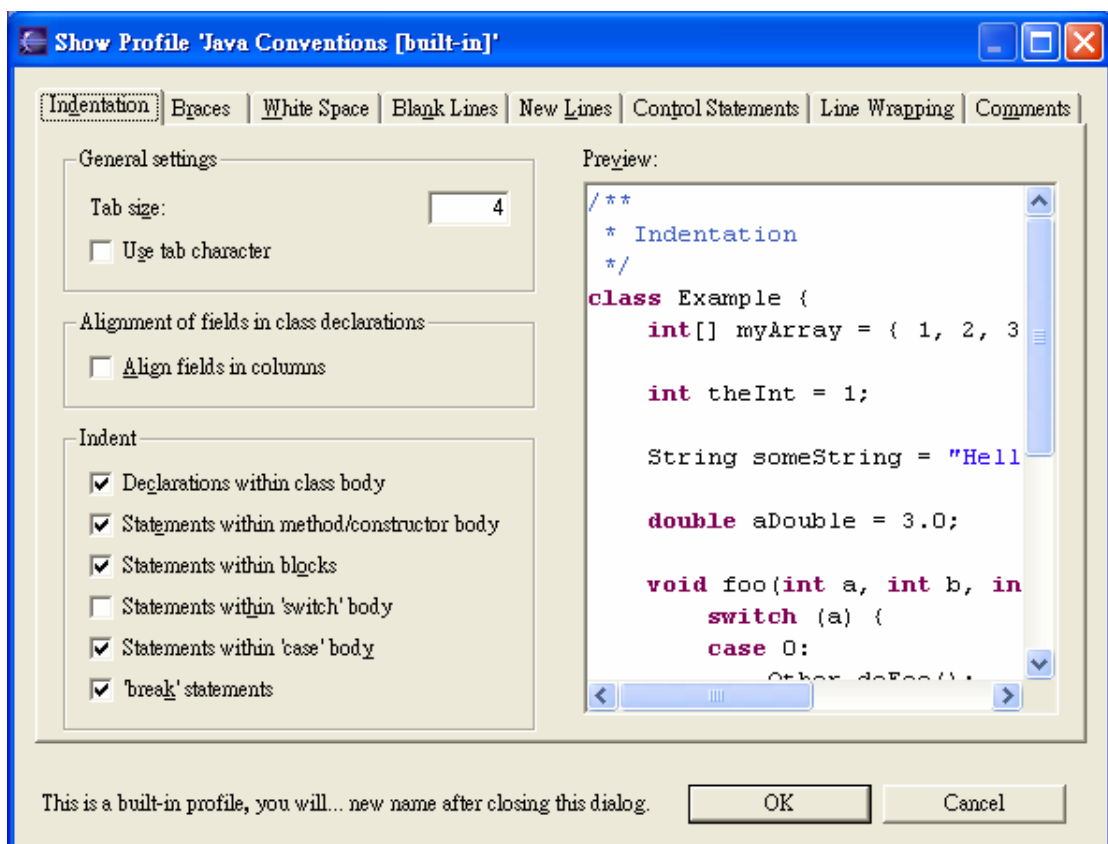 Show Profile 'Java Conventions [built-in]'
Indentation Braces White Space Blank Lines New Lines Control Statements Line Wrapping Comments
General settings
Tab size: 4
Use tab character
Alignment of fields in class declarations
Align fields in columns
Indent
Declarations within class body
Statements within method/constructor body
Statements within blocks
Statements within 'switch' body
Statements within 'case' body
'break' statements
Preview:
/**
 * Indentation
 */
class Example {
    int[] myArray = { 1, 2, 3
    int theInt = 1;
    String someString = "Hell
    double aDouble = 3.0;
    void foo(int a, int b, in
        switch (a) {
        case 0:
            Other.doFoo();
This is a built-in profile, you will... new name after closing this dialog.
OK Cancel